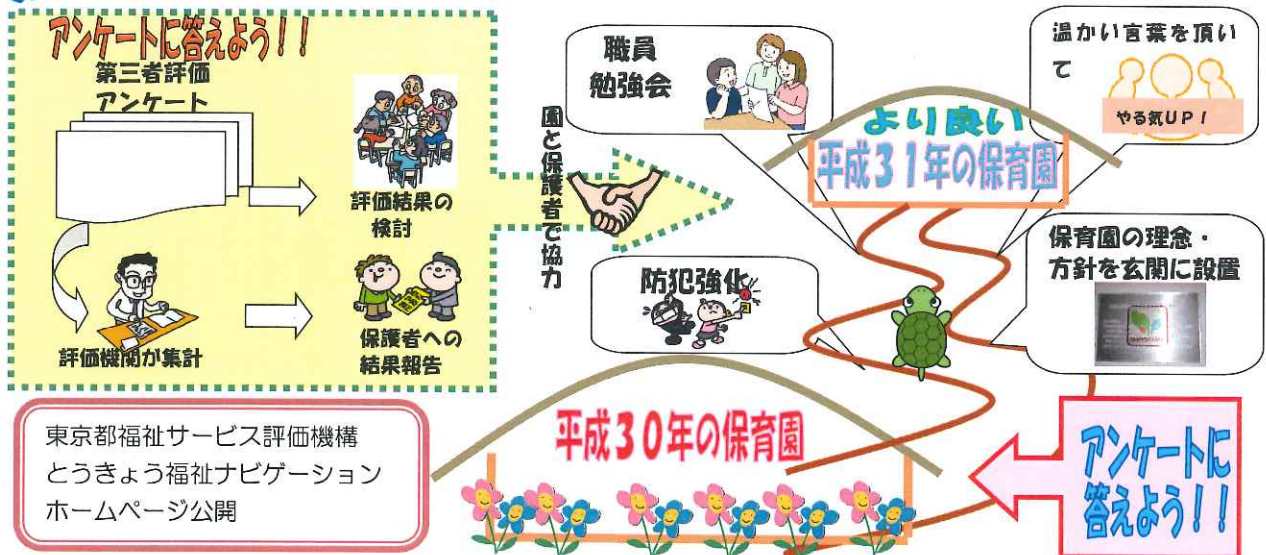 アンケートに答えよう！！
第三者評価
アンケート
評価結果の
検討
評価機関が集計
保護者への
結果報告
園と保護者で協力
職員
勉強会
温かい言葉を頂い
て
やる気UP！
より良い
平成３１年の保育園
防犯強化
保育園の理念・
方針を玄関に設置
平成３０年の保育園
アンケートに
答えよう！！
東京都福祉サービス評価機構
とうきょう福祉ナビゲーション
ホームページ公開